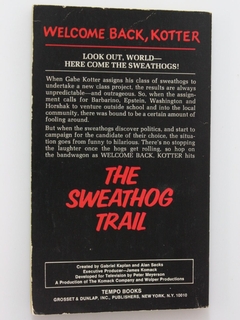 WELCOME BACK, KOTTER
LOOK OUT, WORLD—
HERE COME THE SWEATHOGS!
When Gabe Kotter assigns his class of sweathogs to
undertake a new class project, the results are always
unpredictable—and outrageous. So, when the assign-
ment calls for Barbarino, Epstein, Washington and
Horshak to venture outside school and into the local
community, there was bound to be a certain amount of
fooling around.
But when the sweathogs discover politics, and start to
campaign for the candidate of their choice, the situ-
ation goes from funny to hilarious. There's no stopping
the laughter once the hogs get rolling, so hop on
the bandwagon as WELCOME BACK, KOTTER hits
THE
SWEATHOG
TRAIL
Created by Gabriel Kaplan and Alan Sacks
Executive Producer—James Komack
Developed for Television by Peter Meyerson
A Production of The Komack Company and Wolper Productions
TEMPO BOOKS
GROSSET & DUNLAP, INC., PUBLISHERS, NEW YORK, N.Y. 10010